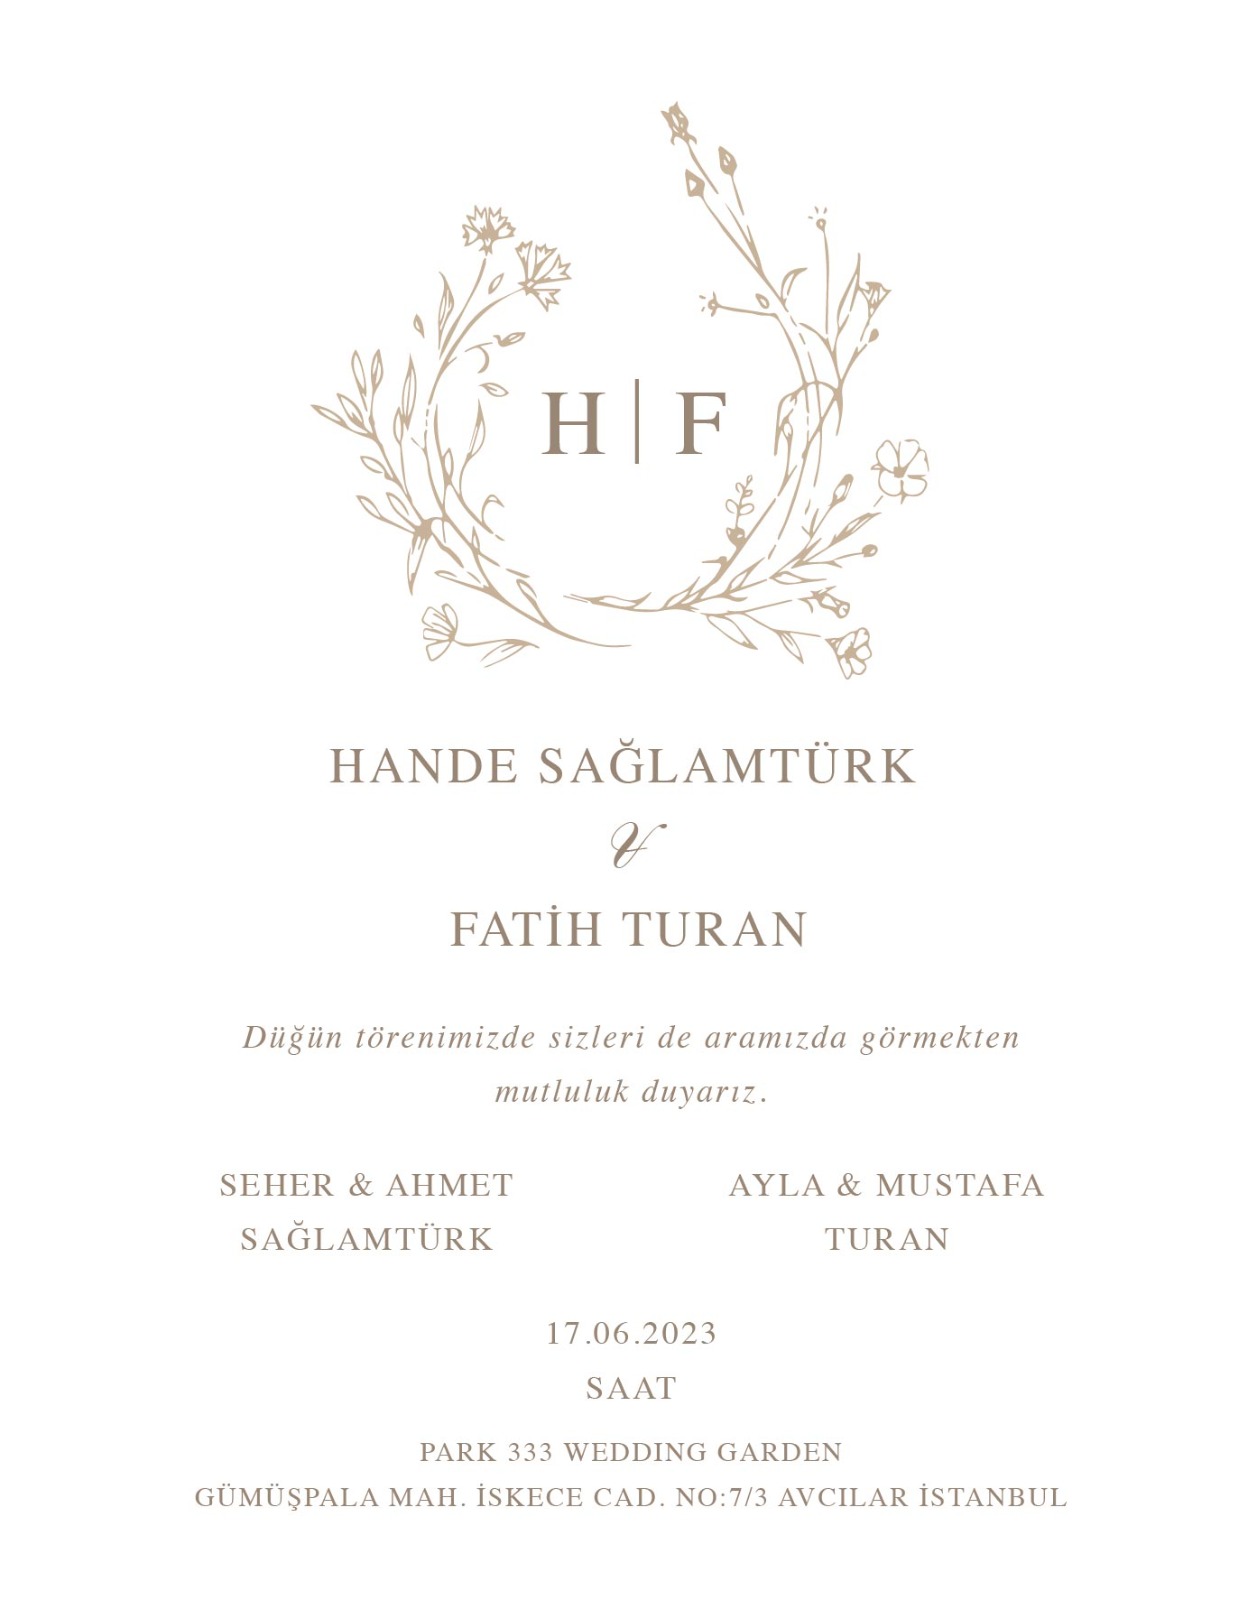 H|F
HANDE SAĞLAMTÜRK
&
FATİH TURAN
Düğün törenimizde sizleri de aramızda görmekten
mutluluk duyarız.
SEHER & AHMET
SAĞLAMTÜRK
AYLA & MUSTAFA
TURAN
17.06.2023
SAAT
PARK 333 WEDDING GARDEN
GÜMÜŞPALA MAH. İSKECE CAD. NO:7/3 AVCILAR İSTANBUL